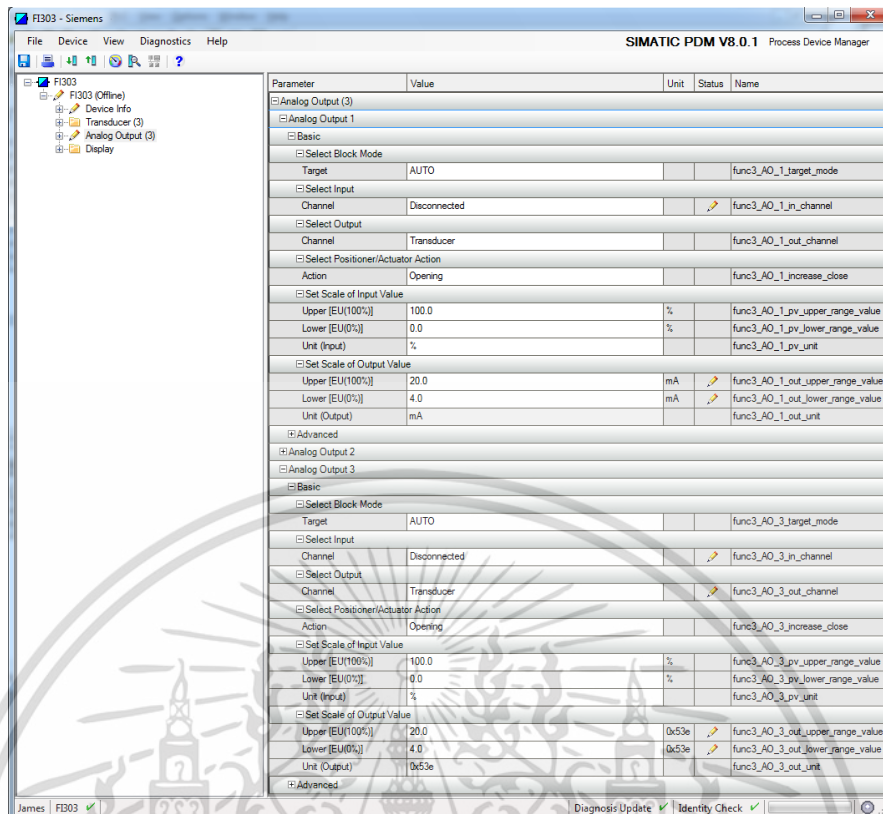 FI303 - Siemens
File Device View Diagnostics Help SIMATIC PDM V8.0.1 Process Device Manager
FI303
FI303 (Offline)
Device Info
Transducer (3)
Analog Output (3)
Display
Parameter Value Unit Status Name
Analog Output (3)
Analog Output 1
Basic
Select Block Mode
Target AUTO func3_AO_1_target_mode
Select Input
Channel Disconnected func3_AO_1_in_channel
Select Output
Channel Transducer func3_AO_1_out_channel
Select Positioner/Actuator Action
Action Opening func3_AO_1_increase_close
Set Scale of Input Value
Upper [EU(100%)] 100.0 % func3_AO_1_pv_upper_range_value
Lower [EU(0%)] 0.0 % func3_AO_1_pv_lower_range_value
Unit (Input) % func3_AO_1_pv_unit
Set Scale of Output Value
Upper [EU(100%)] 20.0 mA func3_AO_1_out_upper_range_value
Lower [EU(0%)] 4.0 mA func3_AO_1_out_lower_range_value
Unit (Output) mA func3_AO_1_out_unit
Advanced
Analog Output 2
Analog Output 3
Basic
Select Block Mode
Target AUTO func3_AO_3_target_mode
Select Input
Channel Disconnected func3_AO_3_in_channel
Select Output
Channel Transducer func3_AO_3_out_channel
Select Positioner/Actuator Action
Action Opening func3_AO_3_increase_close
Set Scale of Input Value
Upper [EU(100%)] 100.0 % func3_AO_3_pv_upper_range_value
Lower [EU(0%)] 0.0 % func3_AO_3_pv_lower_range_value
Unit (Input) % func3_AO_3_pv_unit
Set Scale of Output Value
Upper [EU(100%)] 20.0 0x53e func3_AO_3_out_upper_range_value
Lower [EU(0%)] 4.0 0x53e func3_AO_3_out_lower_range_value
Unit (Output) 0x53e func3_AO_3_out_unit
Advanced
James FI303 Diagnosis Update Identity Check